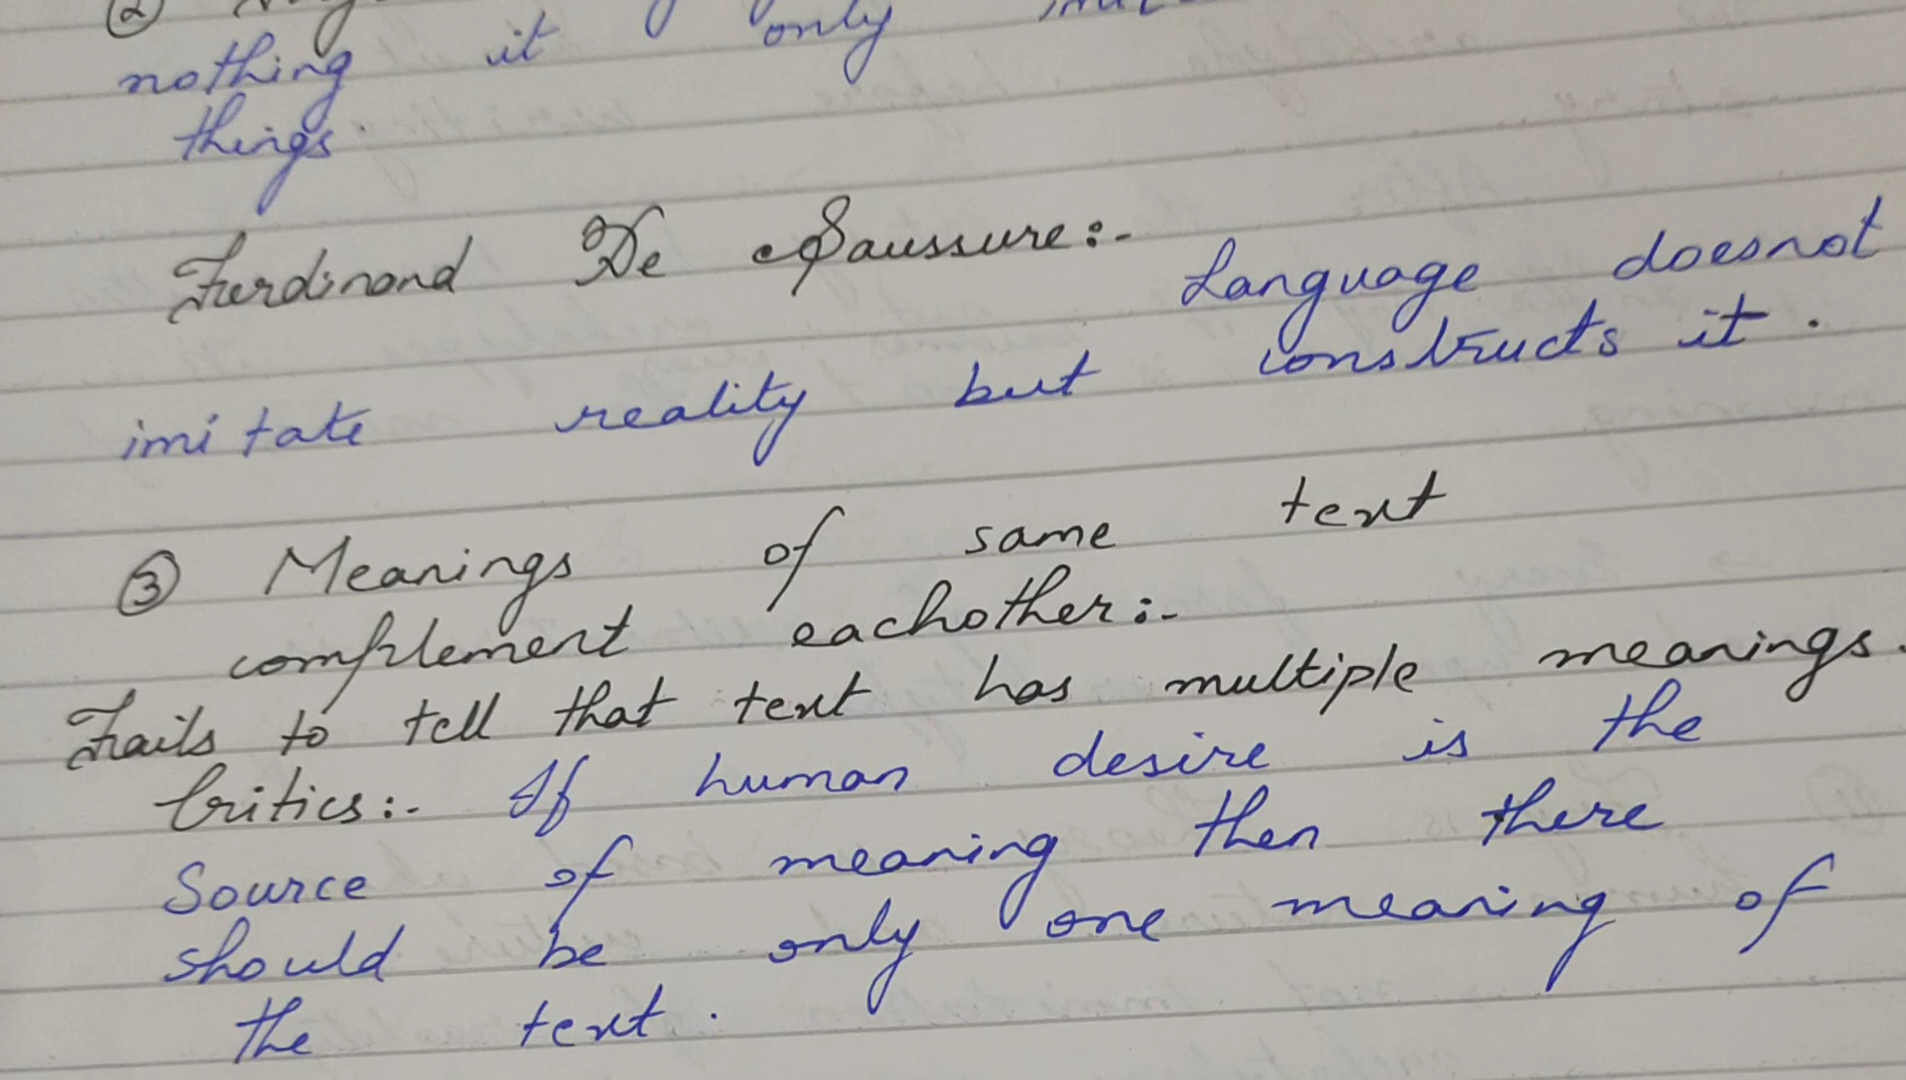 ②
nothing it only
things.
Ferdinand De Saussure:-
Language doesnot
imitate reality but constructs it.
③ Meanings of same text
complement eachother:-
Fails to tell that text has multiple meanings.
Critics:- If human desire is the
Source of meaning then there
should be only one meaning of
the text.